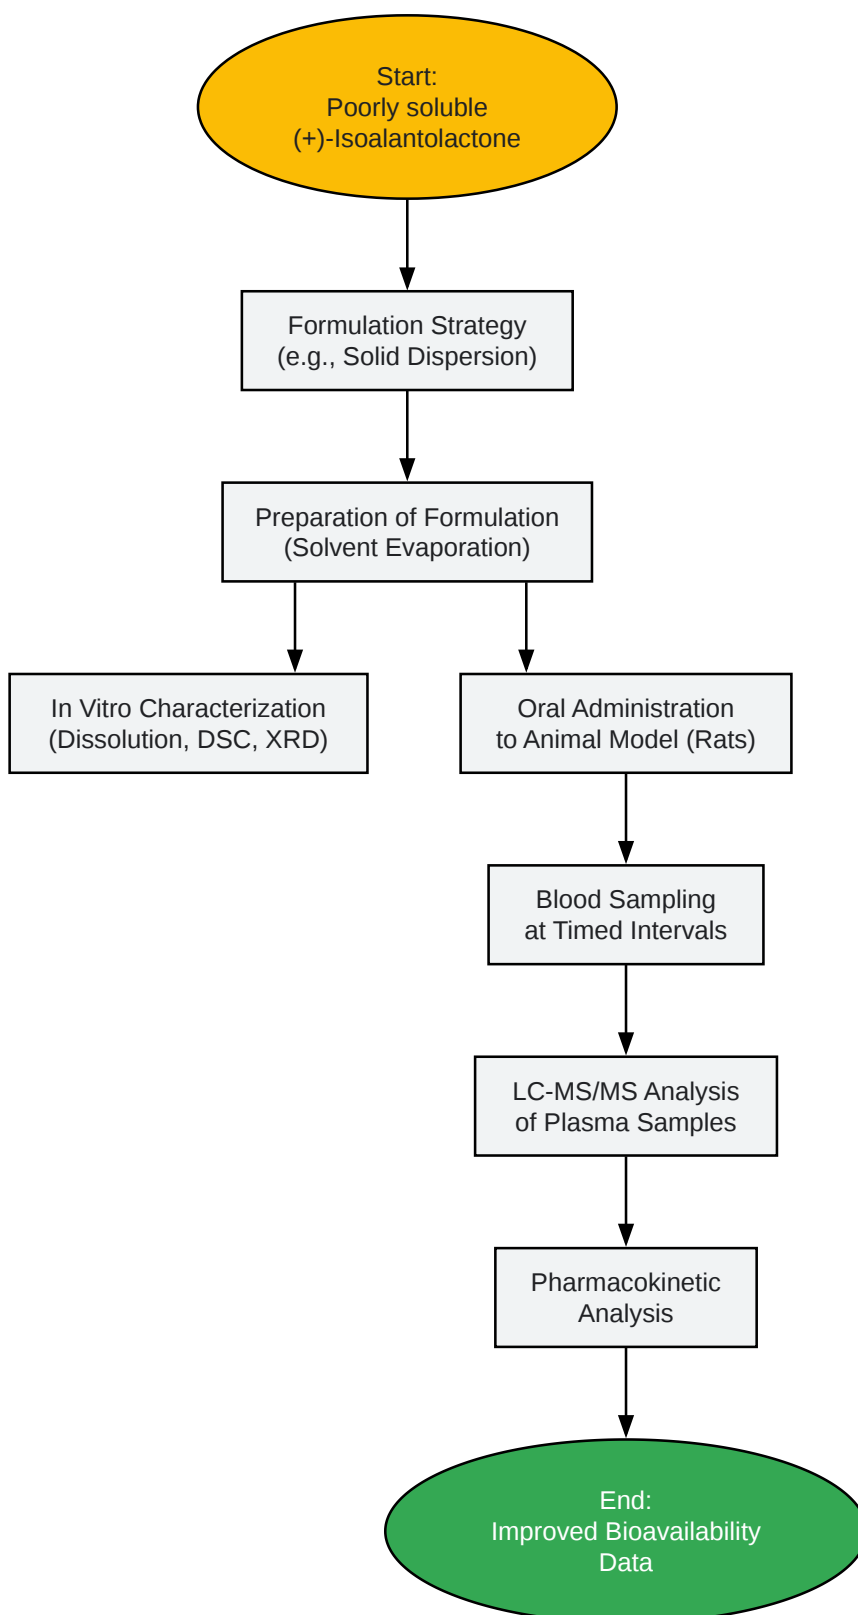 Start:
Poorly soluble
(+)-Isoalantolactone
Formulation Strategy
(e.g., Solid Dispersion)
Preparation of Formulation
(Solvent Evaporation)
In Vitro Characterization
(Dissolution, DSC, XRD)
Oral Administration
to Animal Model (Rats)
Blood Sampling
at Timed Intervals
LC-MS/MS Analysis
of Plasma Samples
Pharmacokinetic
Analysis
End:
Improved Bioavailability
Data